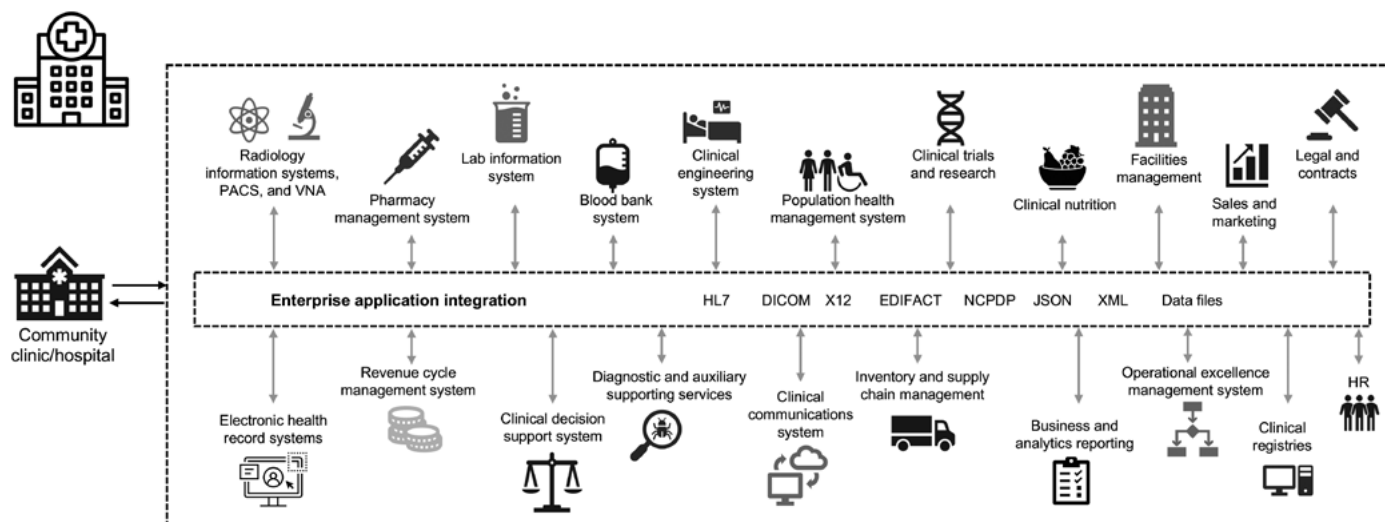 Radiology
information systems,
PACS, and VNA
Pharmacy
management system
Lab information
system
Blood bank
system
Clinical
engineering system
Population health
management system
Clinical trials
and research
Clinical nutrition
Facilities
management
Sales and
marketing
Legal and
contracts
Community
clinic/hospital
Enterprise application integration HL7 DICOM X12 EDIFACT NCPDP JSON XML Data files
Electronic health
record systems
Revenue cycle
management system
Clinical decision
support system
Diagnostic and auxiliary
supporting services
Clinical
communications
system
Inventory and supply
chain management
Business and
analytics reporting
Operational excellence
management system
Clinical
registries
HR